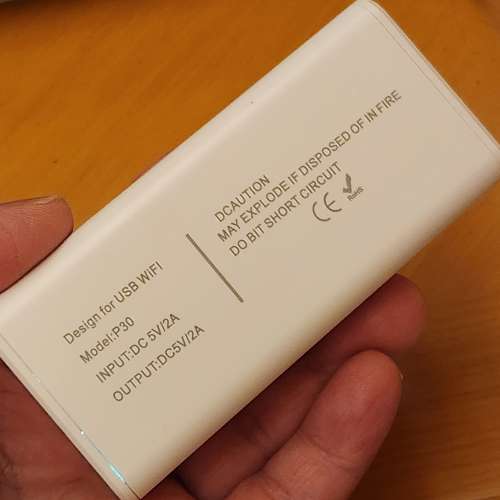 Design for USB WIFI
Model:P30
INPUT:DC 5V/2A
OUTPUT:DC5V/2A
DCAUTION
MAY EXPLODE IF DISPOSED OF IN FIRE
DO BIT SHORT CIRCUIT
CE RoHS